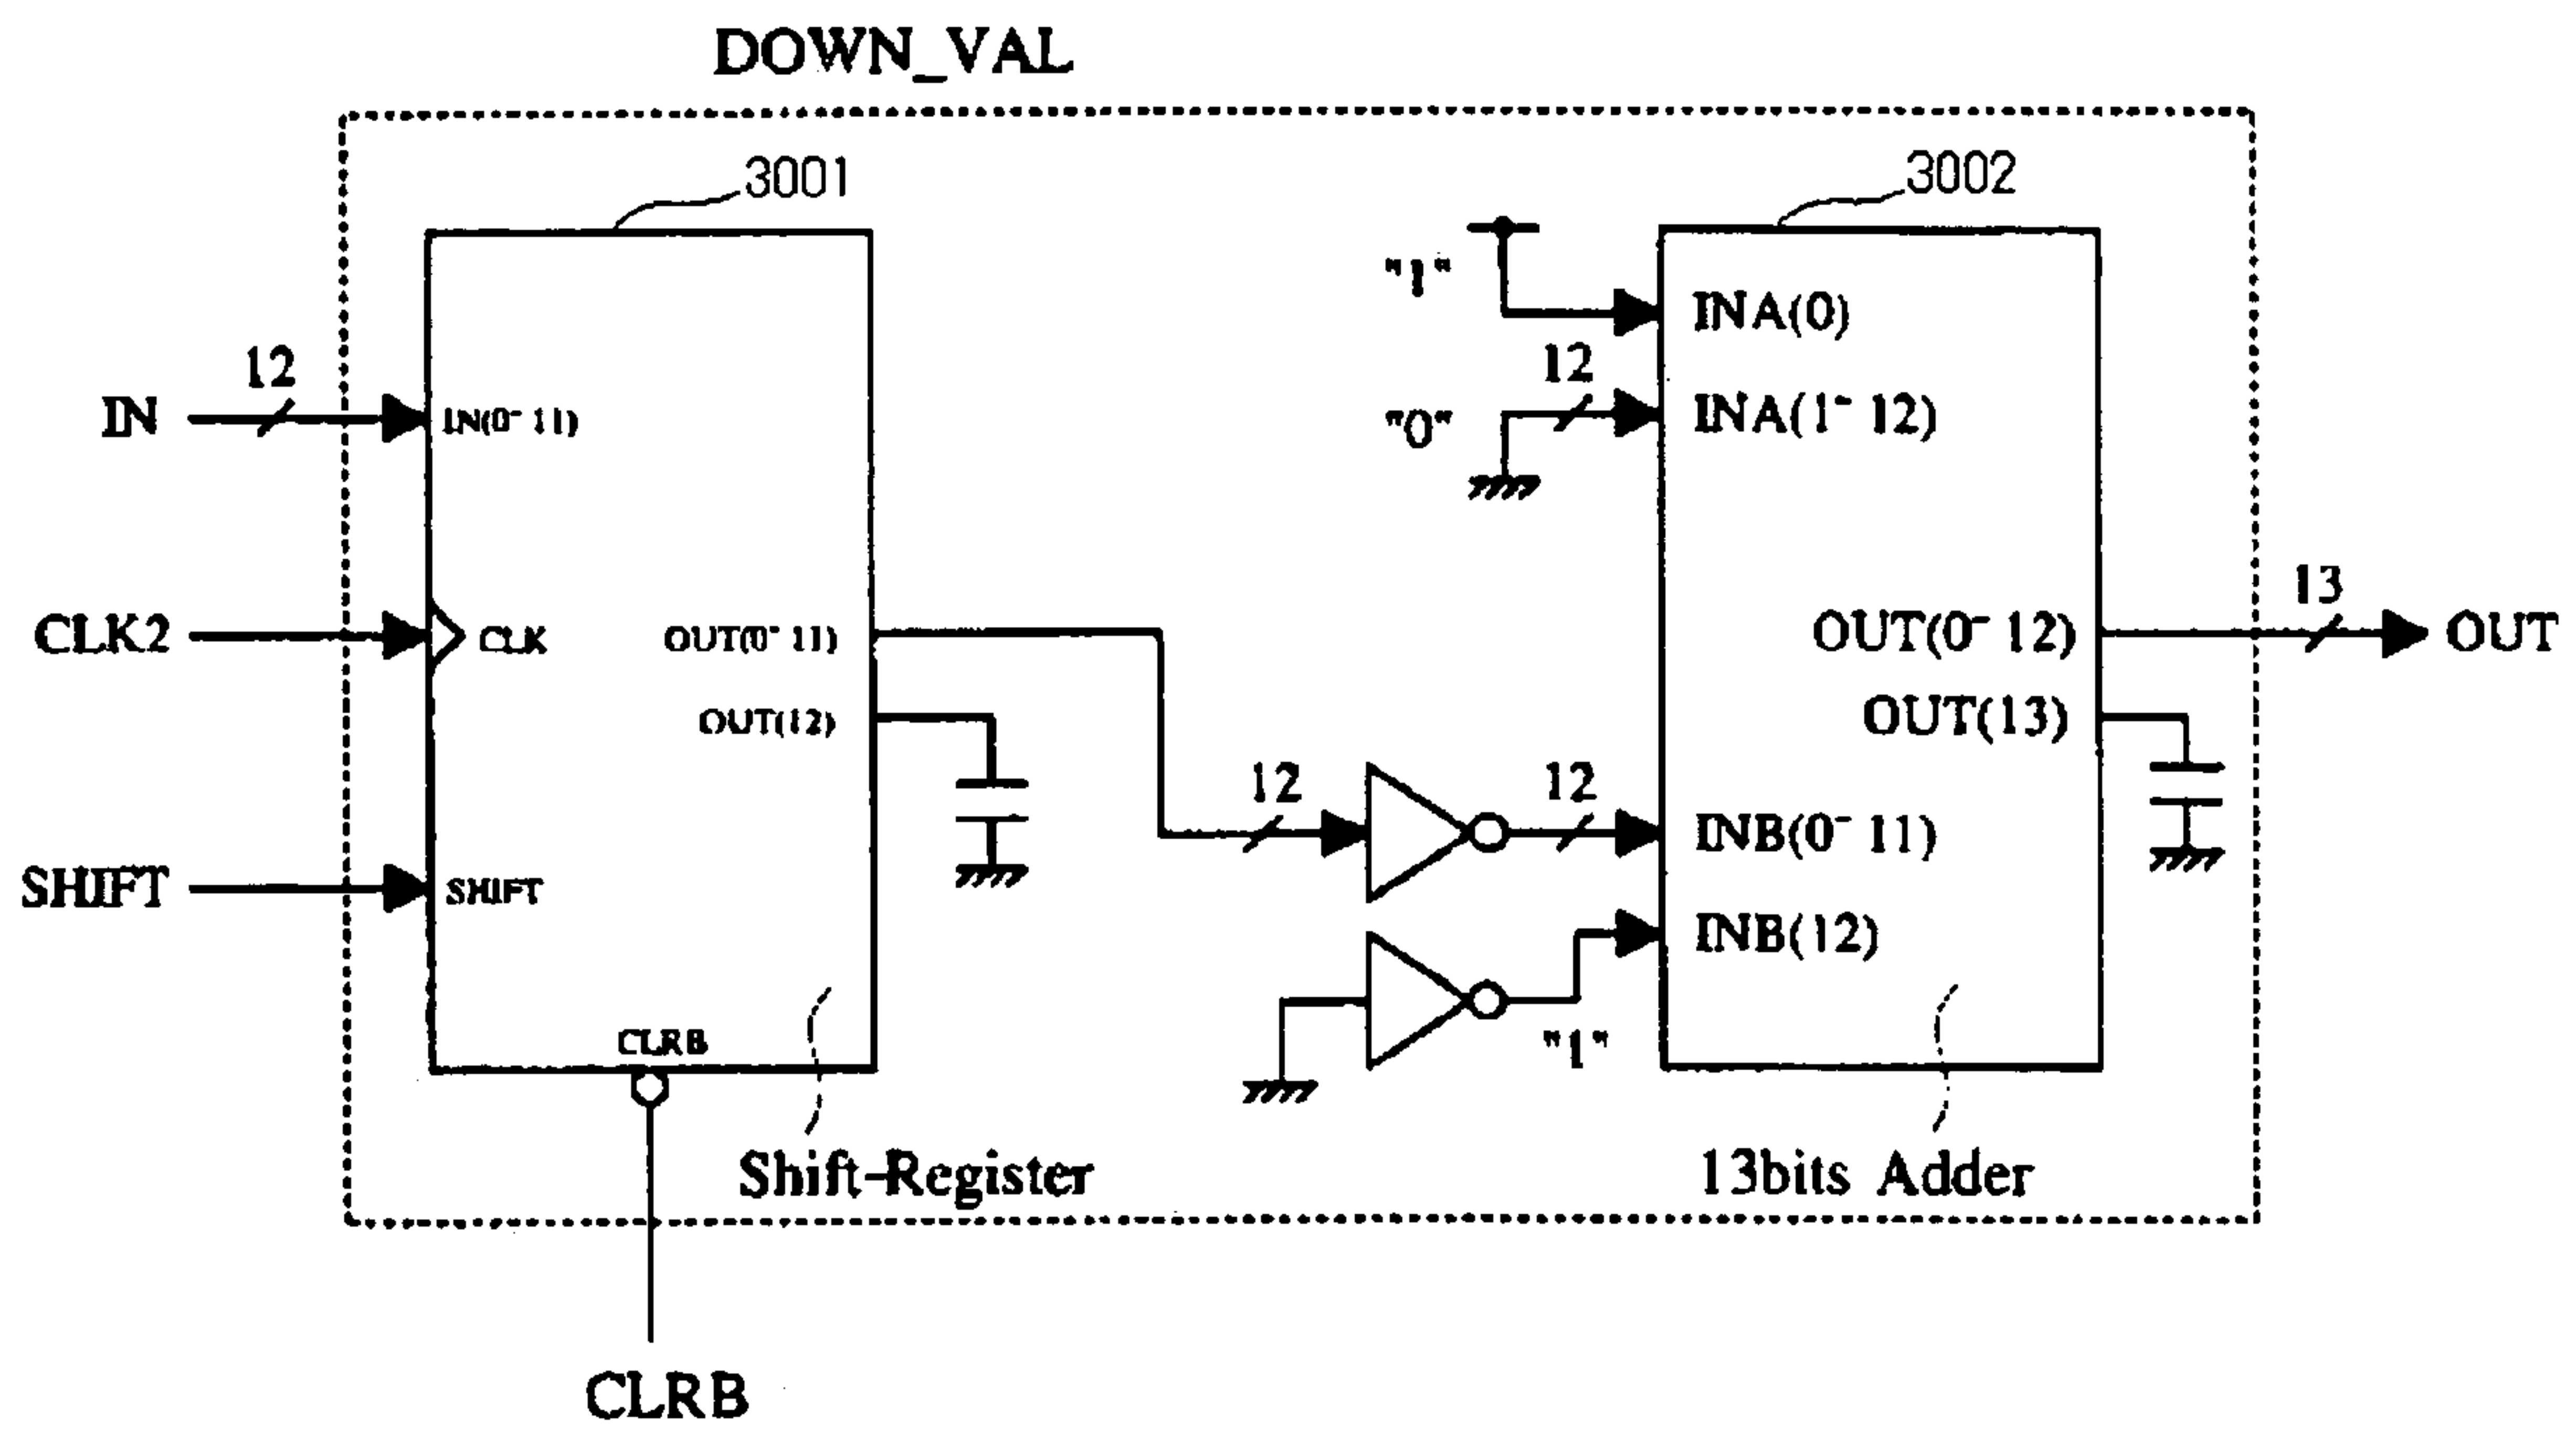 DOWN_VAL
3001
3002
"1"
INA(0)
12
12
IN
IN(0- 11)
"0"
INA(1- 12)
13
CLK2
CLK
OUT(0- 11)
OUT(0- 12)
OUT
OUT(12)
OUT(13)
12
12
INB(0- 11)
SHIFT
SHIFT
INB(12)
CLRB
"1"
Shift-Register
13bits Adder
CLRB